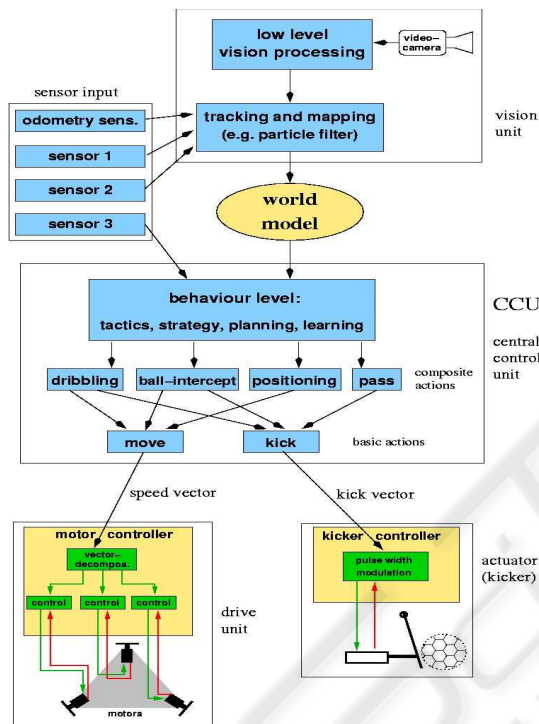 low level
vision processing
video-
camera
sensor input
odometry sens.
tracking and mapping
(e.g. particle filter)
vision
unit
sensor 1
sensor 2
sensor 3
world
model
behaviour level:
tactics, strategy, planning, learning
CCU
central
control
unit
dribbling
ball-intercept
positioning
pass
composite
actions
move
kick
basic actions
speed vector
kick vector
motor controller
vector-
decompos.
control
control
control
drive
unit
motors
kicker controller
pulse width
modulation
actuator
(kicker)